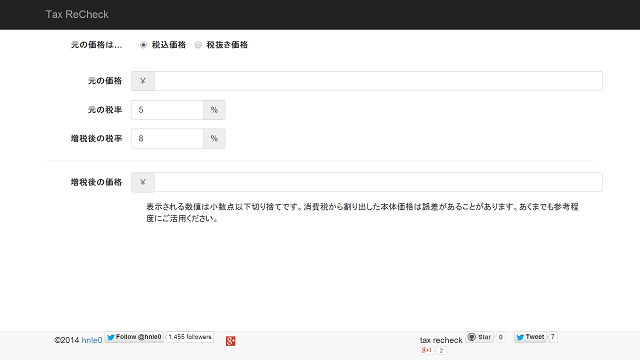 Tax ReCheck
元の価格は... 税込価格 税抜き価格
元の価格 ¥
元の税率 5 %
増税後の税率 8 %
増税後の価格 ¥
表示される数値は小数点以下切り捨てです。消費税から割り出した本体価格は誤差があることがあります。あくまでも参考程
度にご活用ください。
©2014 hnle0 Follow @hnle0 1,455 followers g+ tax recheck Star 0 Tweet 7
g+1 2